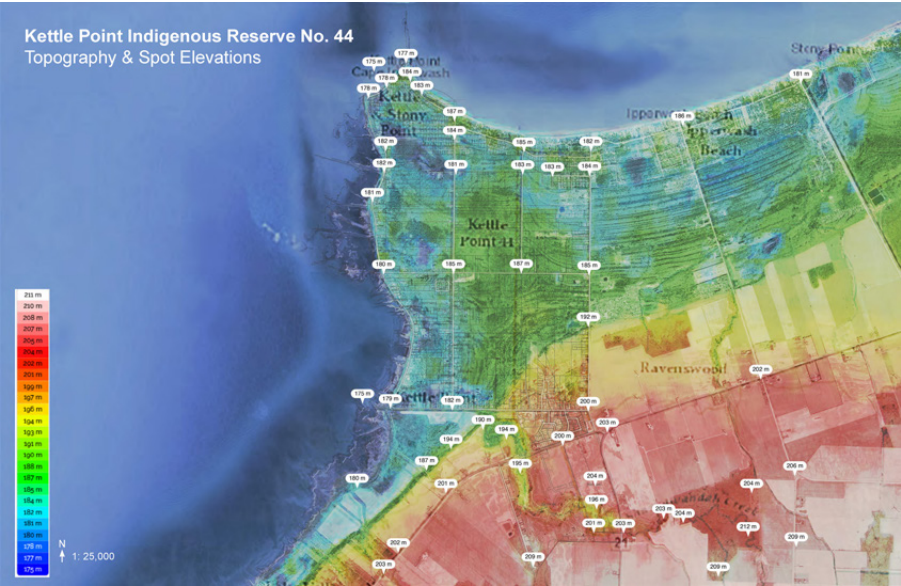 Kettle Point Indigenous Reserve No. 44
Topography & Spot Elevations
177 m
175 m
Stony Point
184 m
178 m
181 m
178 m
183 m
Kettle
187 m
186 m
& Stony
Point
184 m
Ipperwash
182 m
185 m
182 m
Beach
182 m
181 m
183 m
183 m
184 m
181 m
Kettle
Point 44
180 m
185 m
187 m
185 m
192 m
Ravenswood
202 m
175 m
179 m
Kettle Point
182 m
200 m
190 m
203 m
194 m
194 m
200 m
187 m
195 m
206 m
180 m
201 m
204 m
204 m
196 m
203 m
204 m
201 m
203 m
212 m
21
209 m
202 m
209 m
203 m
209 m
211 m
210 m
208 m
207 m
205 m
204 m
202 m
201 m
199 m
197 m
196 m
194 m
193 m
191 m
190 m
188 m
187 m
185 m
184 m
182 m
181 m
180 m
178 m
177 m
175 m
N
1: 25,000